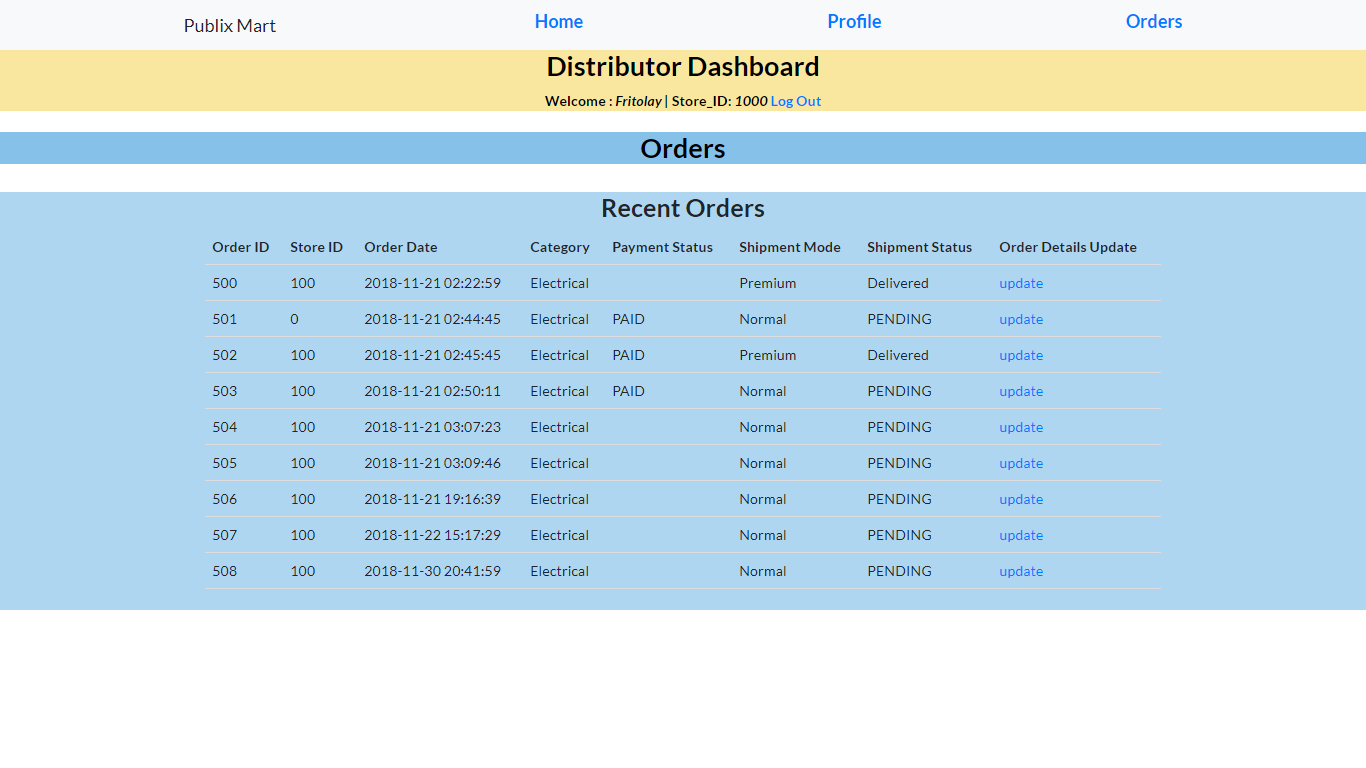 Publix Mart Home Profile Orders
Distributor Dashboard
Welcome : Fritolay | Store_ID: 1000 Log Out
Orders
Recent Orders
Order ID Store ID Order Date Category Payment Status Shipment Mode Shipment Status Order Details Update
500 100 2018-11-21 02:22:59 Electrical Premium Delivered update
501 0 2018-11-21 02:44:45 Electrical PAID Normal PENDING update
502 100 2018-11-21 02:45:45 Electrical PAID Premium Delivered update
503 100 2018-11-21 02:50:11 Electrical PAID Normal PENDING update
504 100 2018-11-21 03:07:23 Electrical Normal PENDING update
505 100 2018-11-21 03:09:46 Electrical Normal PENDING update
506 100 2018-11-21 19:16:39 Electrical Normal PENDING update
507 100 2018-11-22 15:17:29 Electrical Normal PENDING update
508 100 2018-11-30 20:41:59 Electrical Normal PENDING update